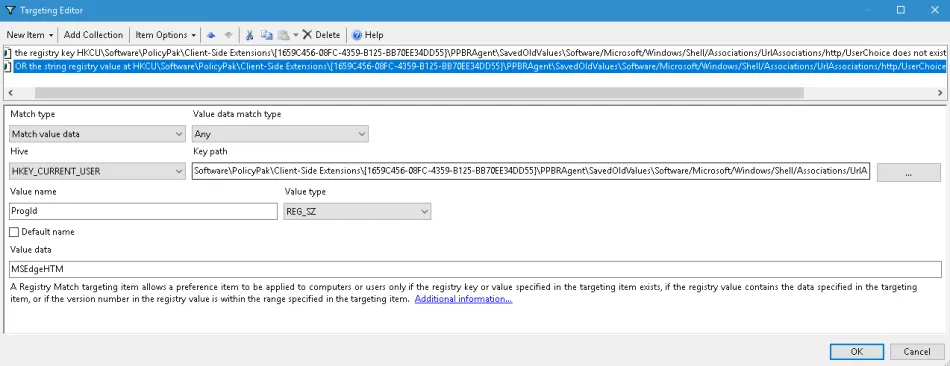 Targeting Editor
New Item Add Collection Item Options Delete Help
the registry key HKCU\Software\PolicyPak\Client-Side Extensions\{1659C456-08FC-4359-B125-BB70EE34DD55}\PPBRAgent\SavedOldValues\Software/Microsoft/Windows/Shell/Associations/UrlAssociations/http/UserChoice does not exist
OR the string registry value at HKCU\Software\PolicyPak\Client-Side Extensions\{1659C456-08FC-4359-B125-BB70EE34DD55}\PPBRAgent\SavedOldValues\Software/Microsoft/Windows/Shell/Associations/UrlAssociations/http/UserChoice
Match type Value data match type
Match value data Any
Hive Key path
HKEY_CURRENT_USER Software\PolicyPak\Client-Side Extensions\{1659C456-08FC-4359-B125-BB70EE34DD55}\PPBRAgent\SavedOldValues\Software/Microsoft/Windows/Shell/Associations/UrlA ...
Value name Value type
ProgId REG_SZ
Default name
Value data
MSEdgeHTM
A Registry Match targeting item allows a preference item to be applied to computers or users only if the registry key or value specified in the targeting item exists, if the registry value contains the data specified in the targeting
item, or if the version number in the registry value is within the range specified in the targeting item. Additional information...
OK Cancel